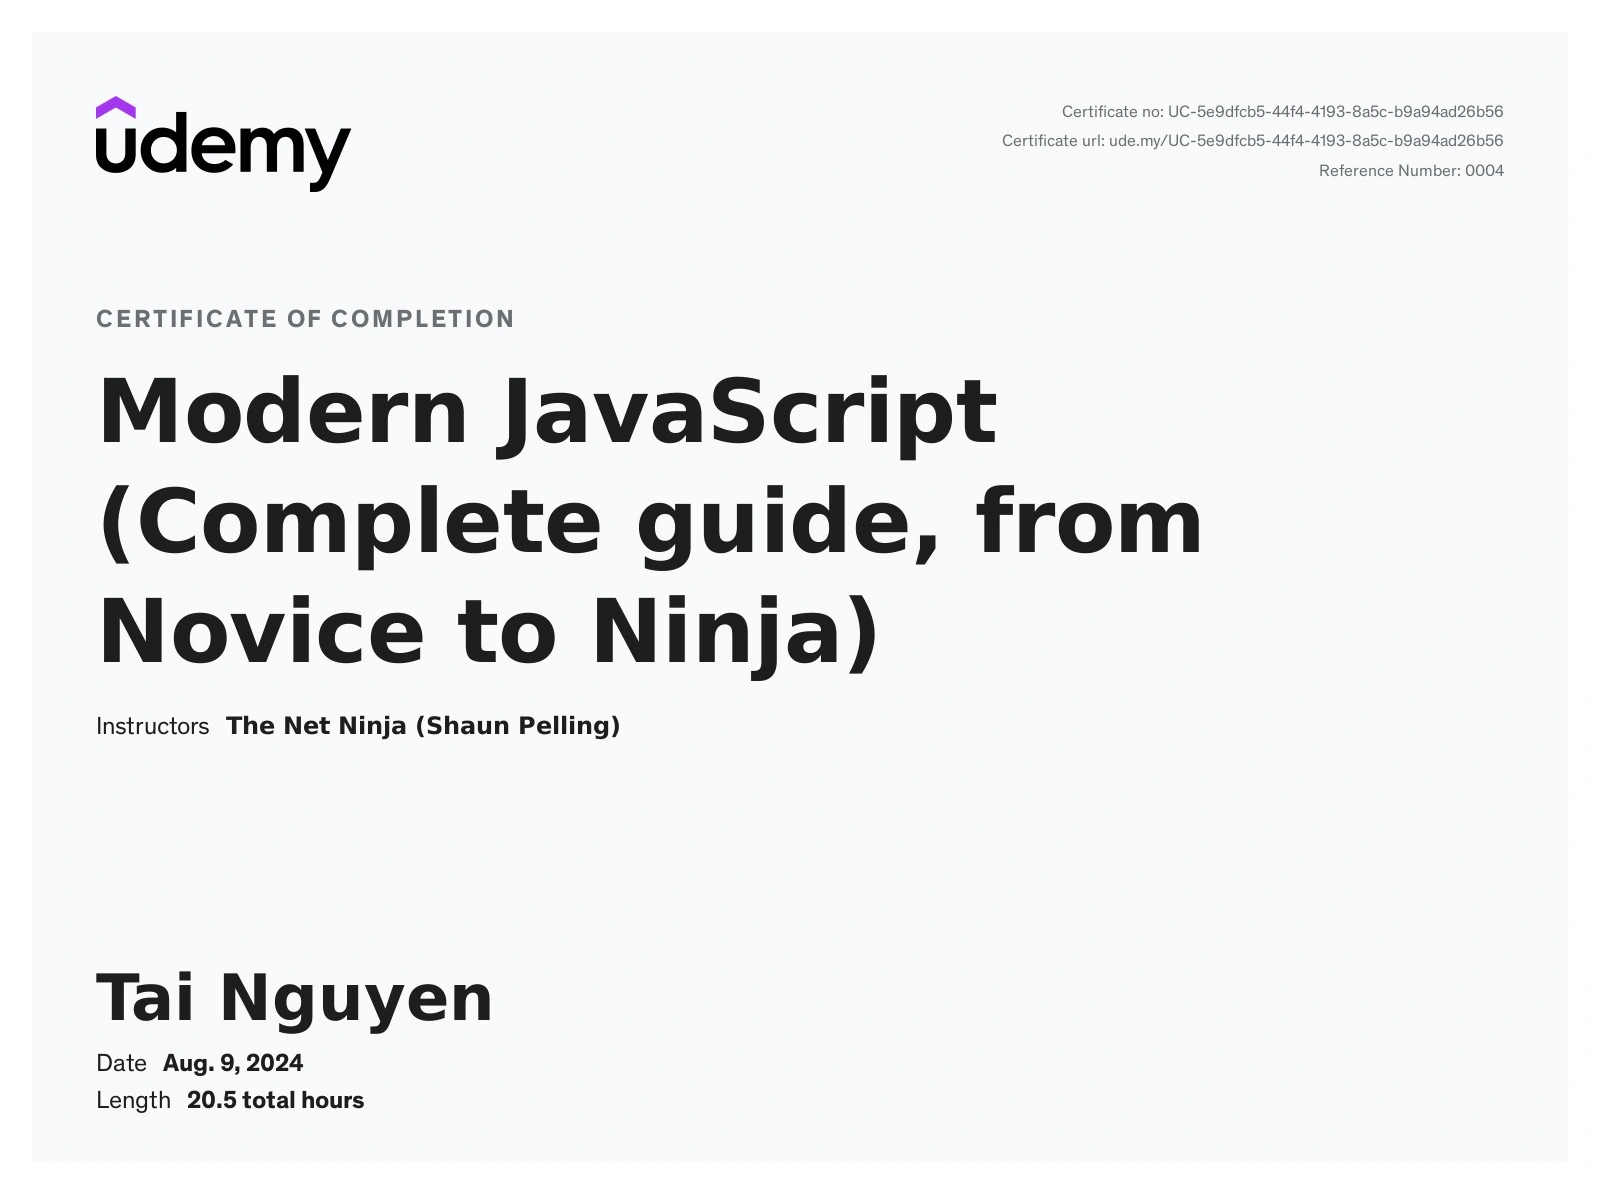 udemy
Certificate no: UC-5e9dfcb5-44f4-4193-8a5c-b9a94ad26b56
Certificate url: ude.my/UC-5e9dfcb5-44f4-4193-8a5c-b9a94ad26b56
Reference Number: 0004
CERTIFICATE OF COMPLETION
Modern JavaScript
(Complete guide, from
Novice to Ninja)
Instructors The Net Ninja (Shaun Pelling)
Tai Nguyen
Date Aug. 9, 2024
Length 20.5 total hours